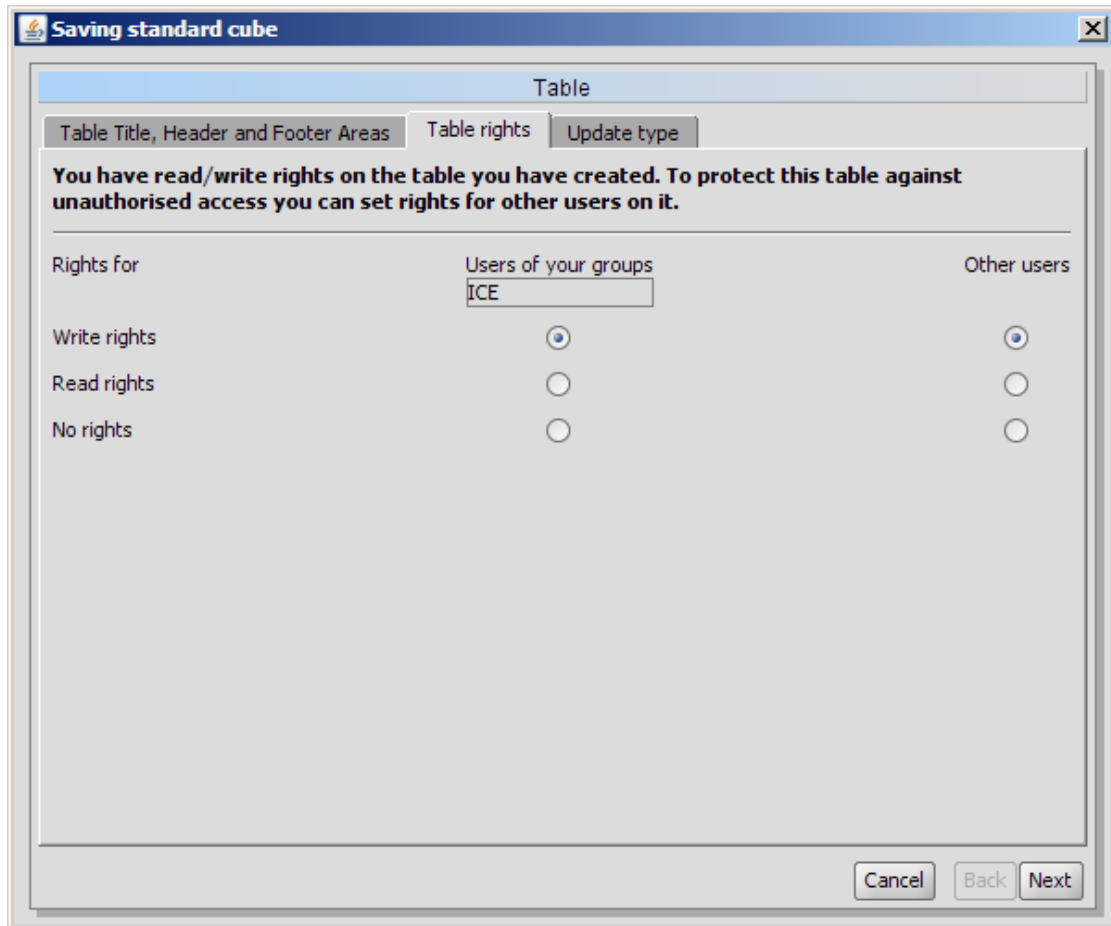 Saving standard cube
Table
Table Title, Header and Footer Areas
Table rights
Update type
You have read/write rights on the table you have created. To protect this table against
unauthorised access you can set rights for other users on it.
Rights for
Users of your groups
Other users
ICE
Write rights
Read rights
No rights
Cancel
Back
Next